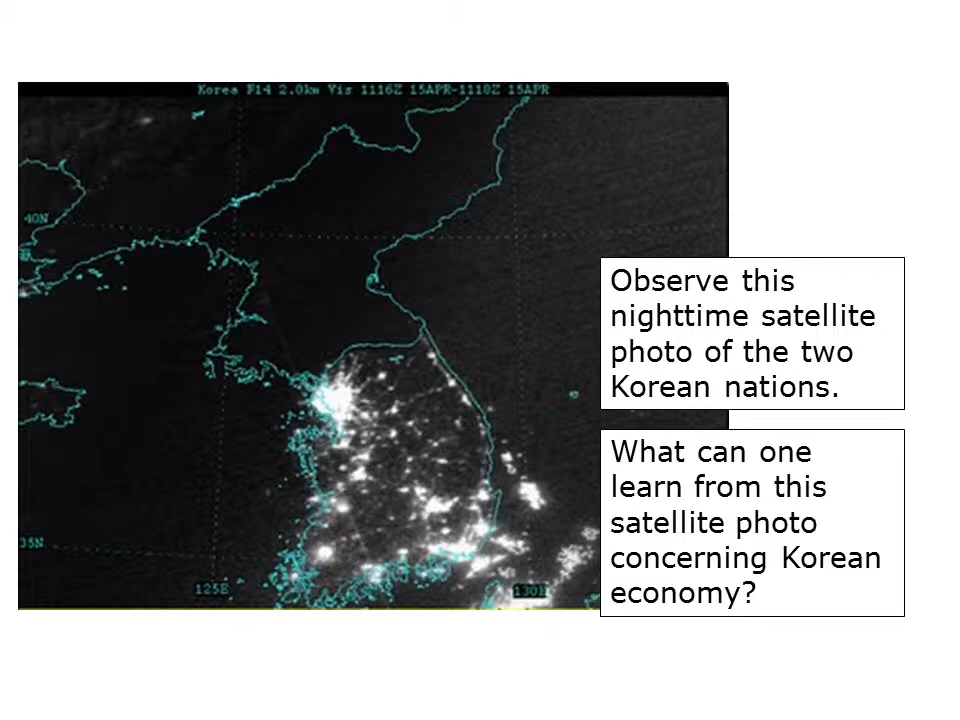 Korea F14 2.0km Vis 1116Z 15APR-1118Z 15APR
40N
Observe this
nighttime satellite
photo of the two
Korean nations.
What can one
learn from this
satellite photo
concerning Korean
economy?
35N
125E
130E